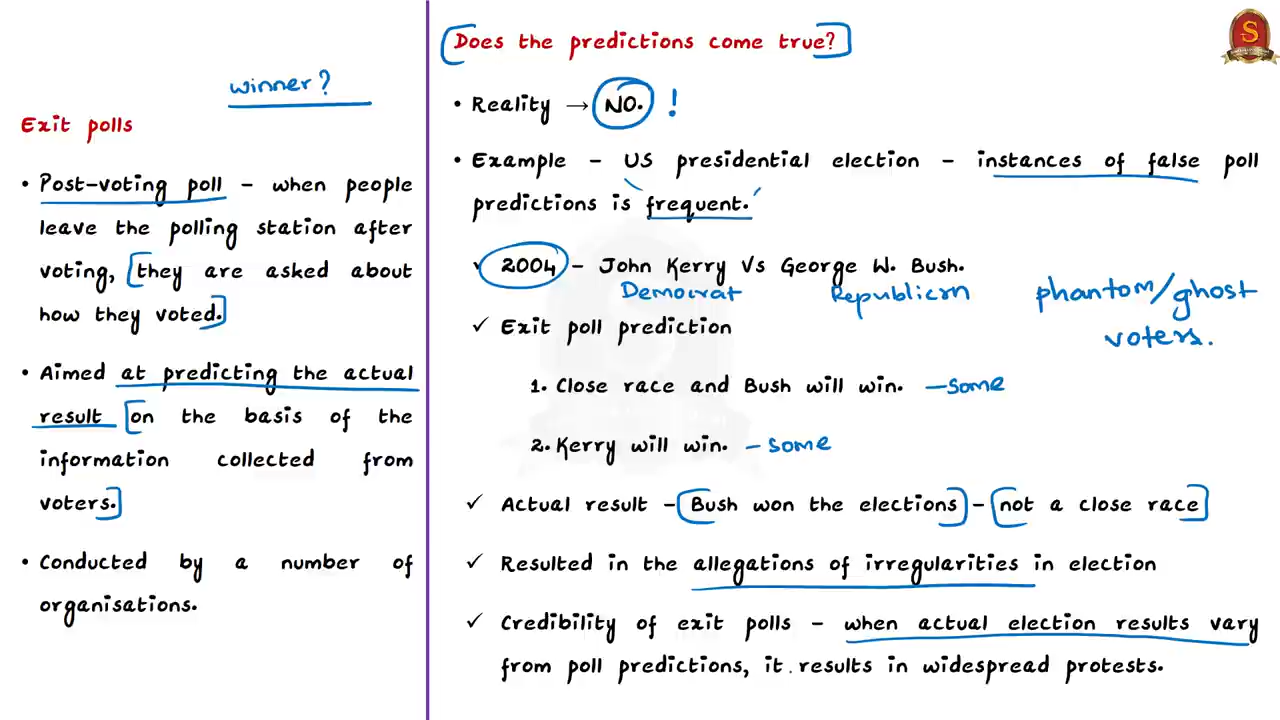 winner?
Exit polls
• Post-voting poll - when people
leave the polling station after
voting, [they are asked about
how they voted.]
• Aimed at predicting the actual
result [on the basis of the
information collected from
voters.]
• Conducted by a number of
organisations.
[Does the predictions come true?]
• Reality → NO. !
• Example - US presidential election - instances of false poll
predictions is frequent.
✓ 2004 - John Kerry Vs George W. Bush.
Democrat Republican phantom/ghost
voters.
✓ Exit poll prediction
1. Close race and Bush will win. - some
2. Kerry will win. - some
✓ Actual result - [Bush won the elections] - [not a close race]
✓ Resulted in the allegations of irregularities in election
✓ Credibility of exit polls - when actual election results vary
from poll predictions, it results in widespread protests.
S